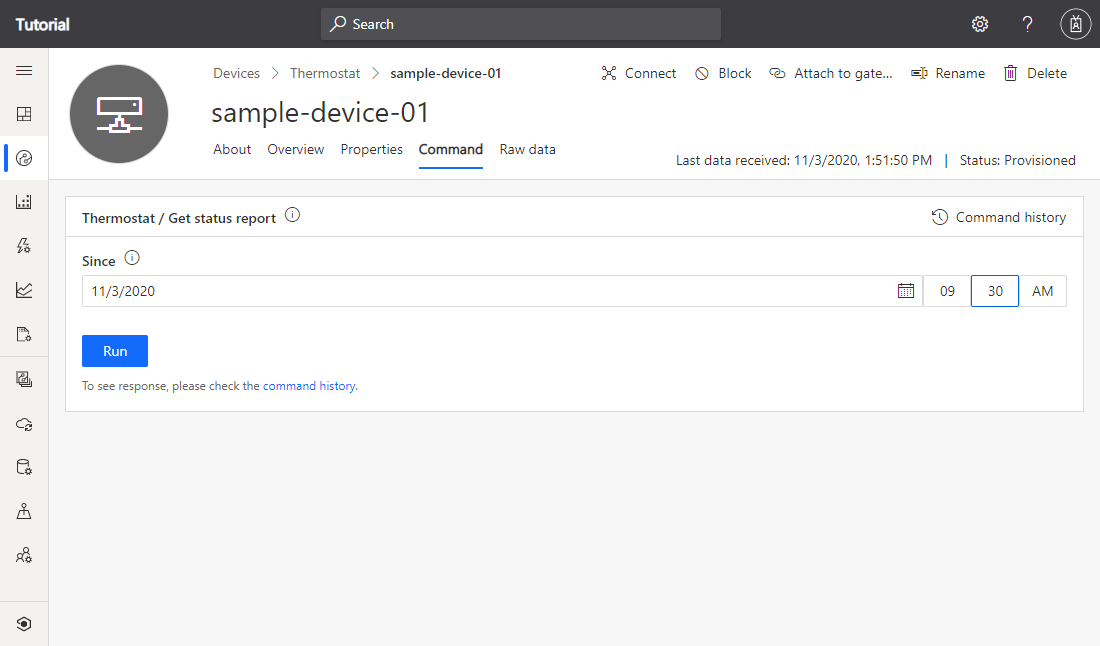 Tutorial
Search
?
Devices > Thermostat > sample-device-01
Connect Block Attach to gate... Rename Delete
sample-device-01
About Overview Properties Command Raw data
Last data received: 11/3/2020, 1:51:50 PM | Status: Provisioned
Thermostat / Get status report
Command history
Since
11/3/2020 09 30 AM
Run
To see response, please check the command history.